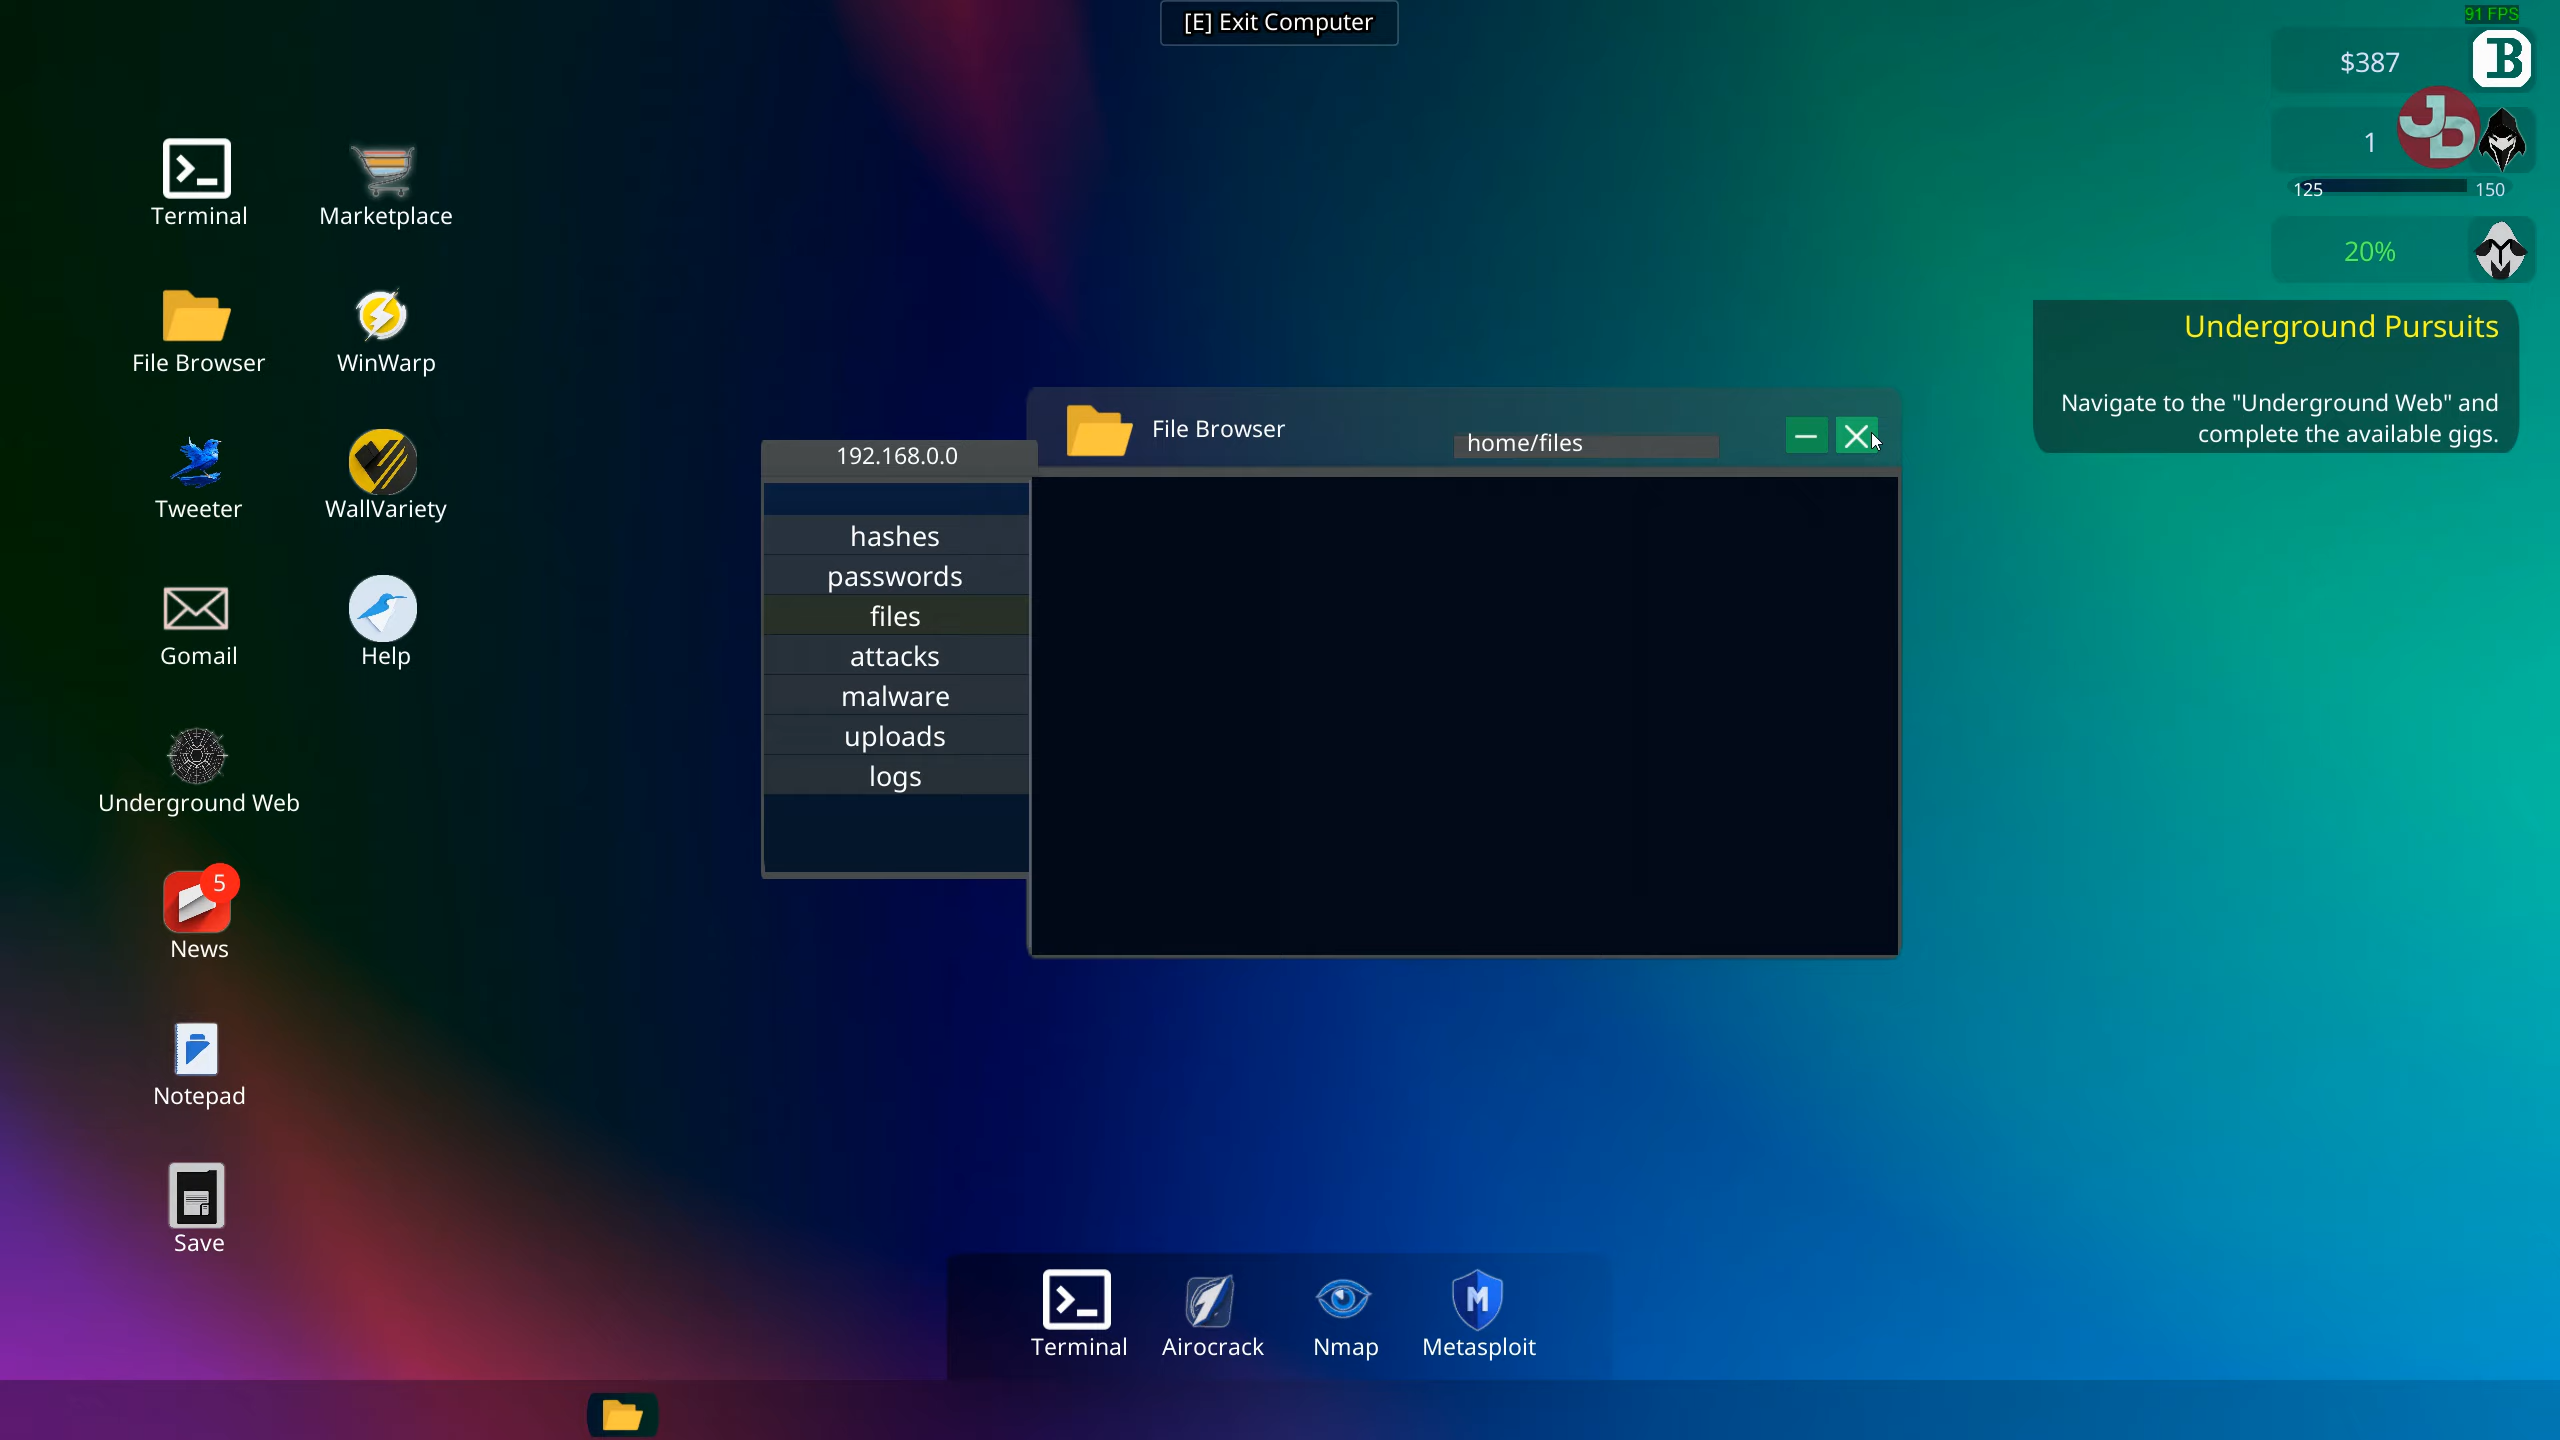 [E] Exit Computer
91 FPS
$387
B
1
JD
125
150
20%
Underground Pursuits
Navigate to the "Underground Web" and
complete the available gigs.
Terminal
Marketplace
File Browser
WinWarp
Tweeter
WallVariety
Gomail
Help
Underground Web
5
News
Notepad
Save
File Browser
home/files
192.168.0.0
hashes
passwords
files
attacks
malware
uploads
logs
M
Terminal
Airocrack
Nmap
Metasploit